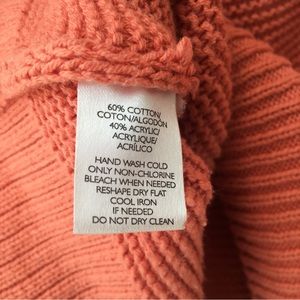 60% COTTON/
COTON/ALGODÓN
40% ACRYLIC/
ACRYLIQUE/
ACRÍLICO
HAND WASH COLD
ONLY NON-CHLORINE
BLEACH WHEN NEEDED
RESHAPE DRY FLAT
COOL IRON
IF NEEDED
DO NOT DRY CLEAN